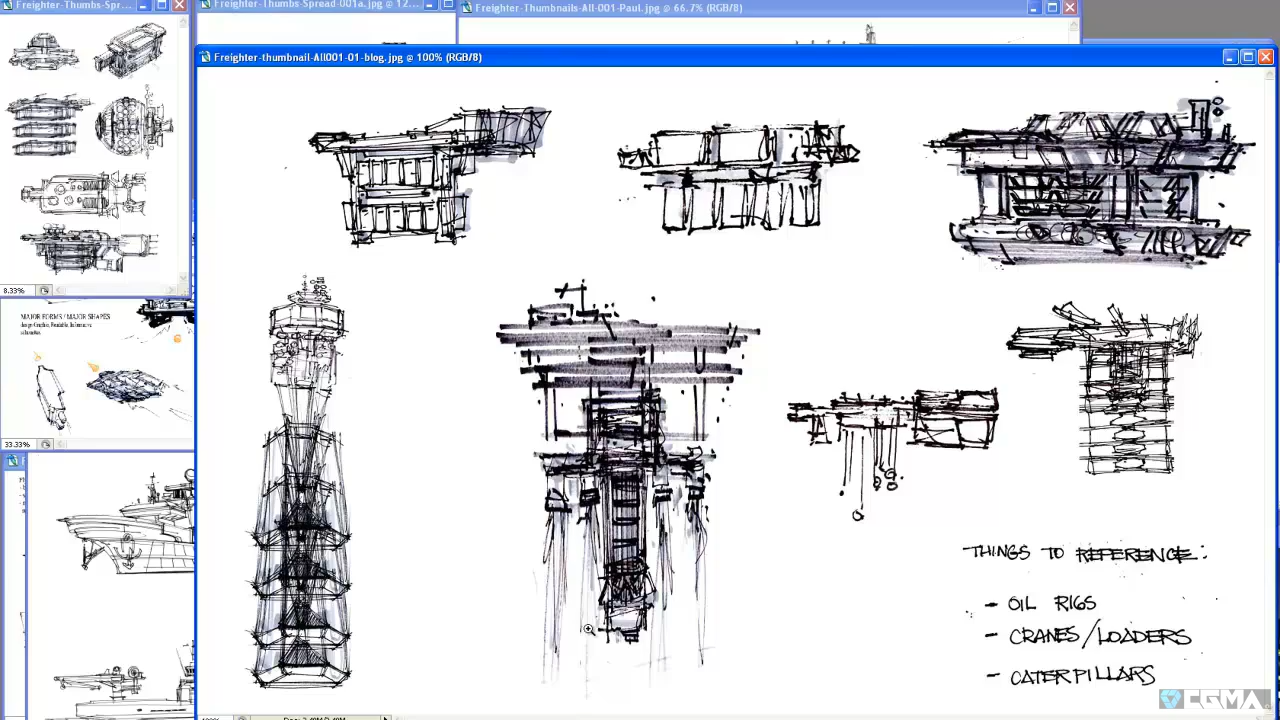 Freighter-Thumbs-Spr...
Freighter-Thumbs-Spread-001a.jpg @ 12...
Freighter-Thumbnails-All-001-Paul.jpg @ 66.7% (RGB/8)
Freighter-thumbnail-All001-01-blog.jpg @ 100% (RGB/8)
8.33%
MAJOR FORMS / MAJOR SHAPES
33.33%
THINGS TO REFERENCE:
- OIL RIGS
- CRANES/LOADERS
- CATERPILLARS
CGMA